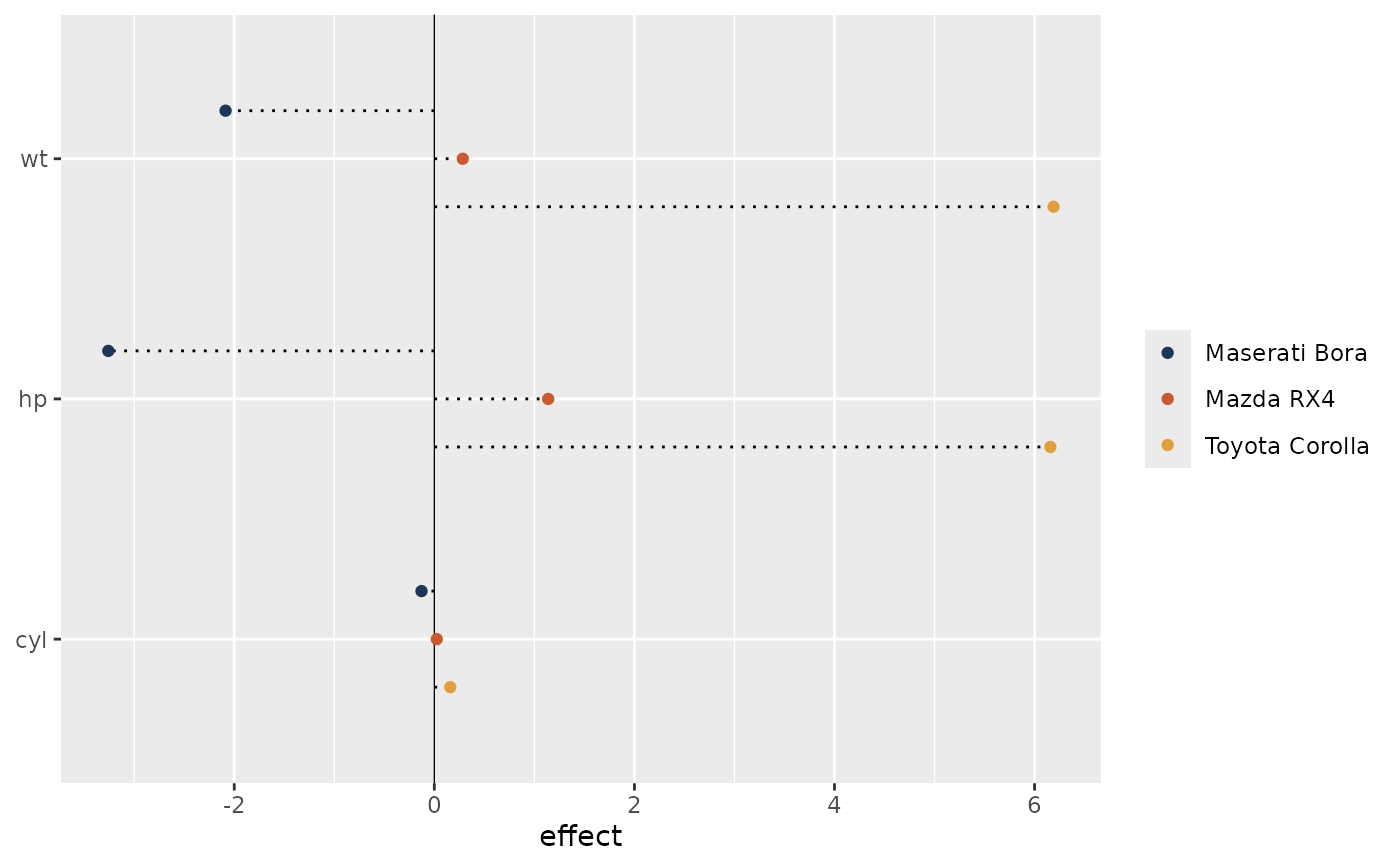 wt
hp
cyl
-2 0 2 4 6
effect
Maserati Bora
Mazda RX4
Toyota Corolla